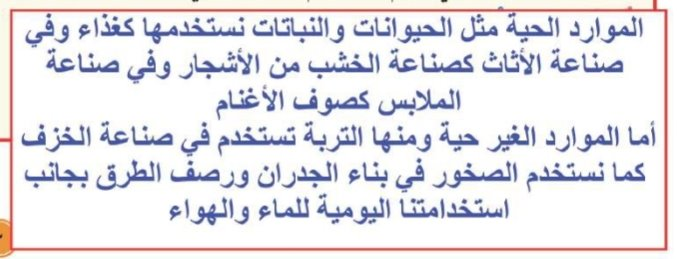 الموارد الحية مثل الحيوانات والنباتات نستخدمها كغذاء وفي
صناعة الأثاث كصناعة الخشب من الأشجار وفي صناعة
الملابس كصوف الأغنام
أما الموارد الغير حية ومنها التربة تستخدم في صناعة الخزف
كما نستخدم الصخور في بناء الجدران ورصف الطرق بجانب
استخدامتنا اليومية للماء والهواء